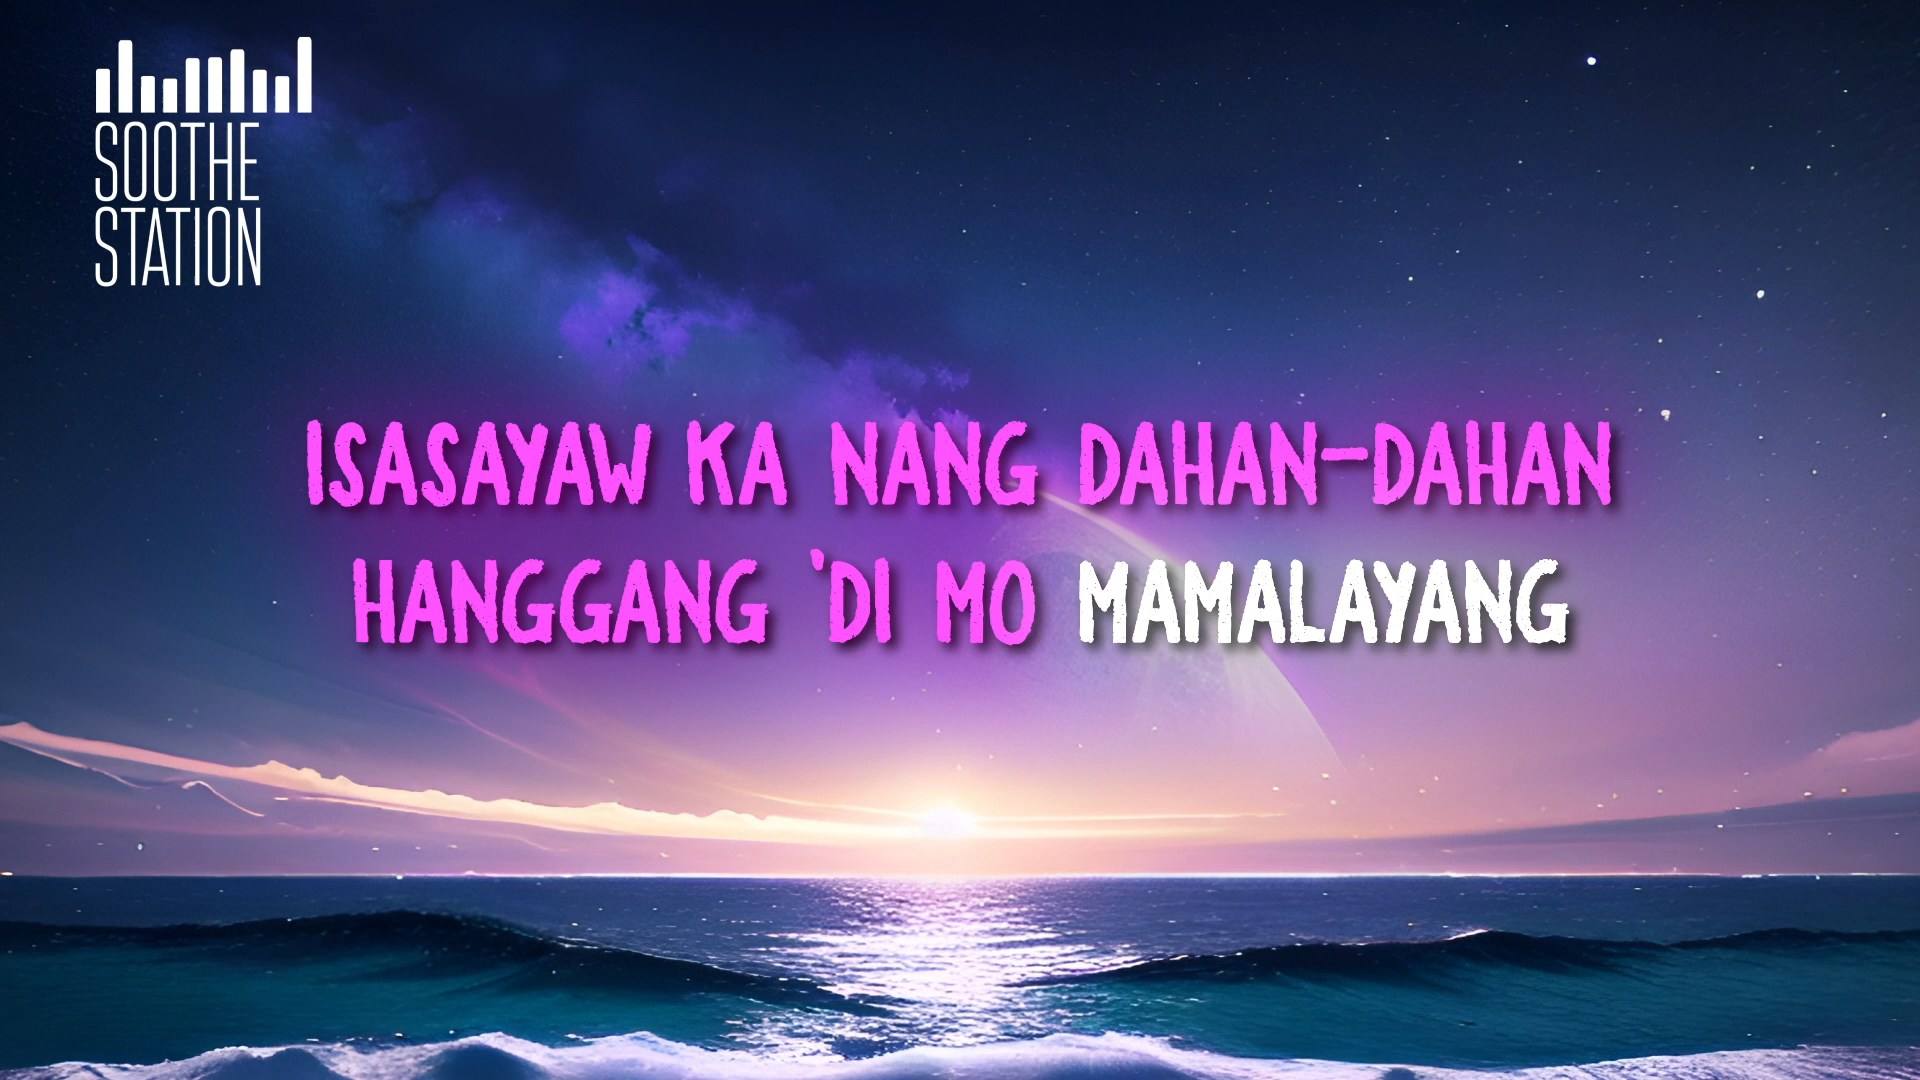 SOOTHE
STATION
ISASAYAW KA NANG DAHAN-DAHAN
HANGGANG 'DI MO MAMALAYANG